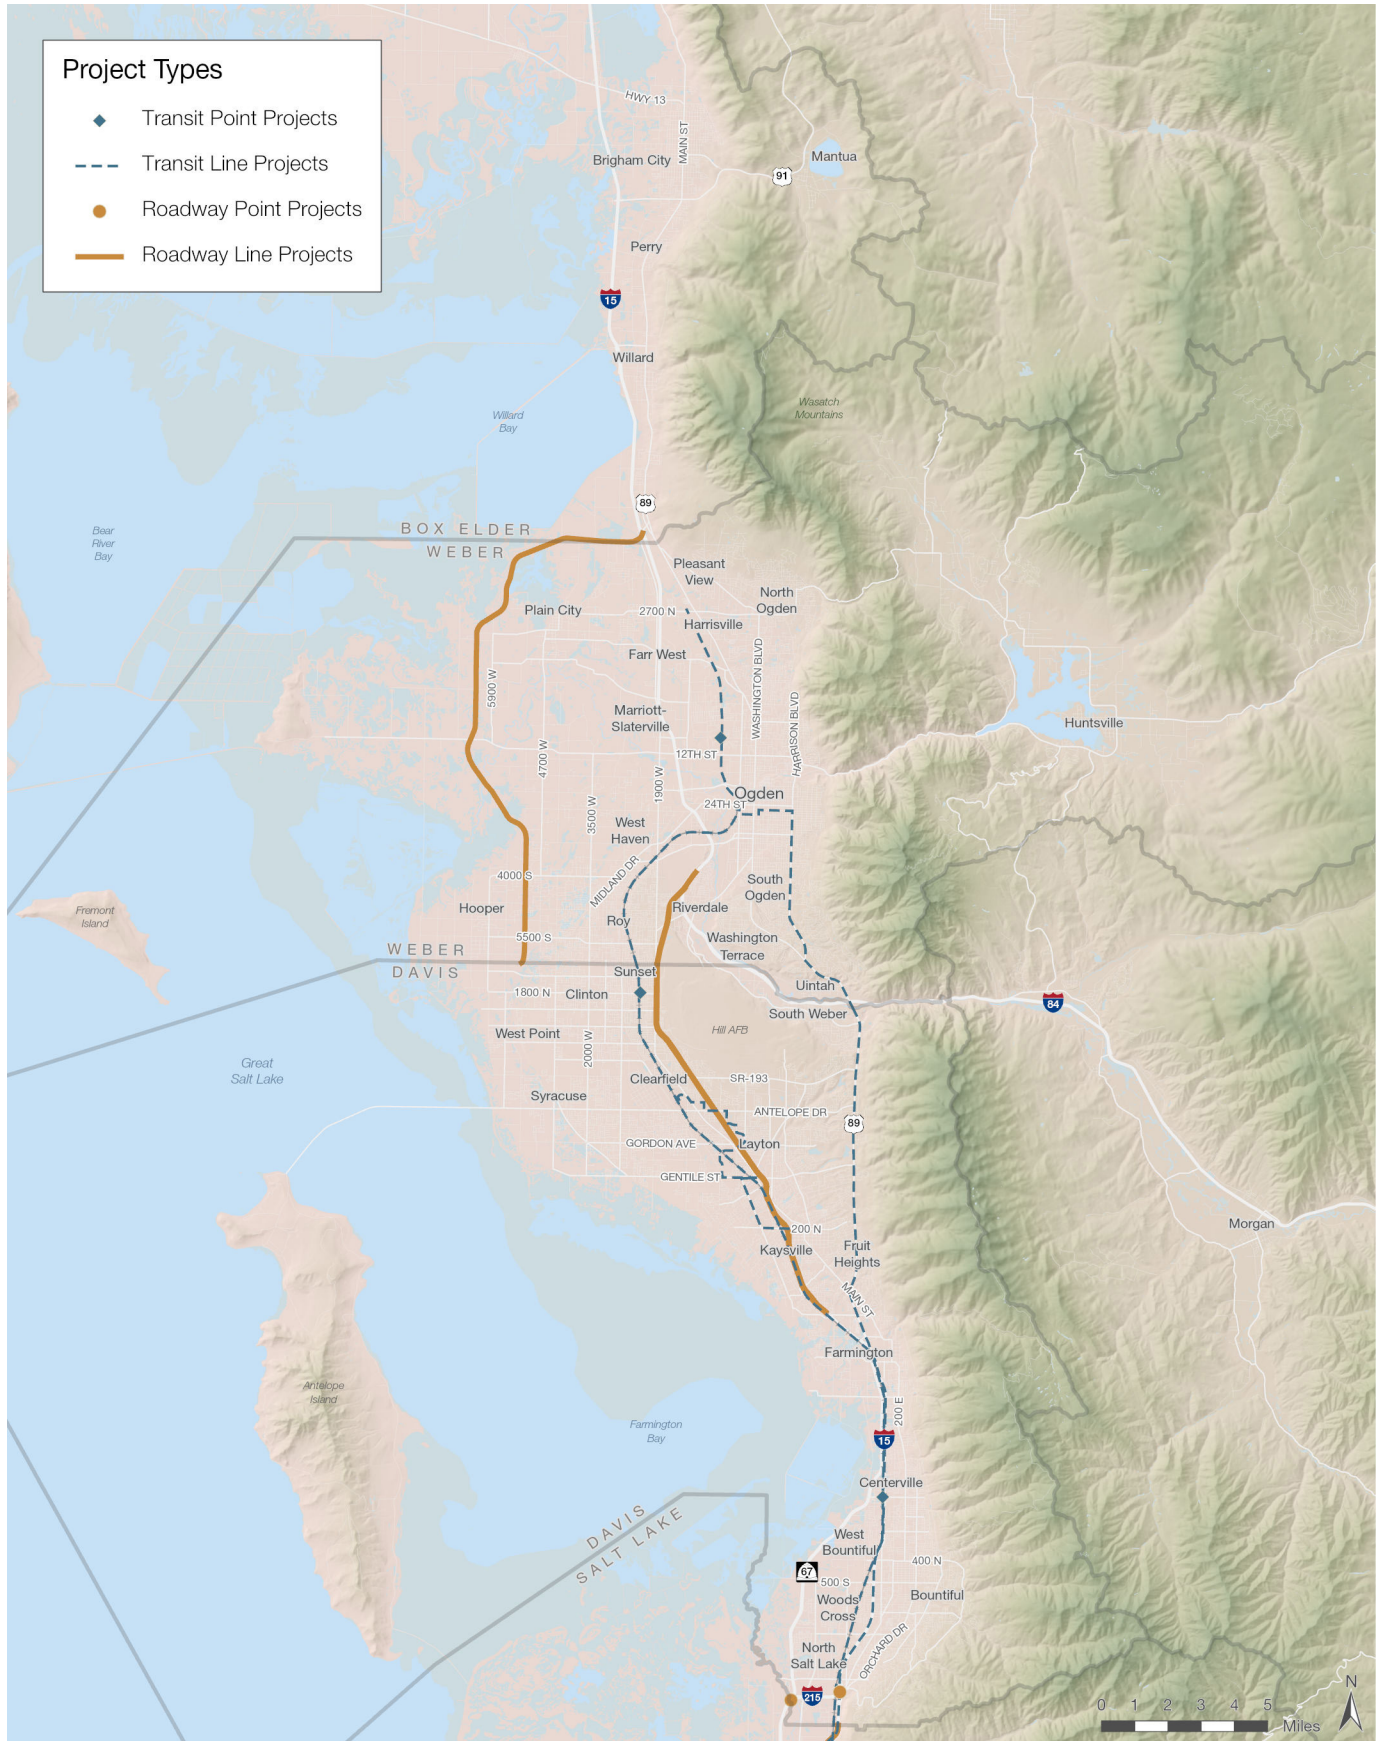 Project Types
Transit Point Projects
Transit Line Projects
Roadway Point Projects
Roadway Line Projects
HWY 13
MAIN ST
Brigham City
Mantua
91
Perry
15
Willard
Willard
Bay
Wasatch
Mountains
89
Bear
River
Bay
BOX ELDER
WEBER
Pleasant
View
North
Ogden
Plain City
2700 N
Harrisville
Farr West
WASHINGTON BLVD
5900 W
HARRISON BLVD
Marriott-
Slaterville
Huntsville
4700 W
12TH ST
1900 W
Ogden
24TH ST
3500 W
West
Haven
MIDLAND DR
4000 S
South
Ogden
Hooper
Riverdale
Fremont
Island
Roy
5500 S
Washington
Terrace
WEBER
DAVIS
Sunset
Uintah
1800 N
Clinton
84
South Weber
West Point
Hill AFB
2000 W
Great
Salt Lake
Clearfield
SR-193
Syracuse
ANTELOPE DR
89
GORDON AVE
Layton
GENTILE ST
200 N
Morgan
Kaysville
Fruit
Heights
MAIN ST
Farmington
Antelope
Island
200 E
Farmington
Bay
15
Centerville
DAVIS
SALT LAKE
West
Bountiful
400 N
67
500 S
Bountiful
Woods
Cross
ORCHARD DR
North
Salt Lake
215
N
0 1 2 3 4 5
Miles